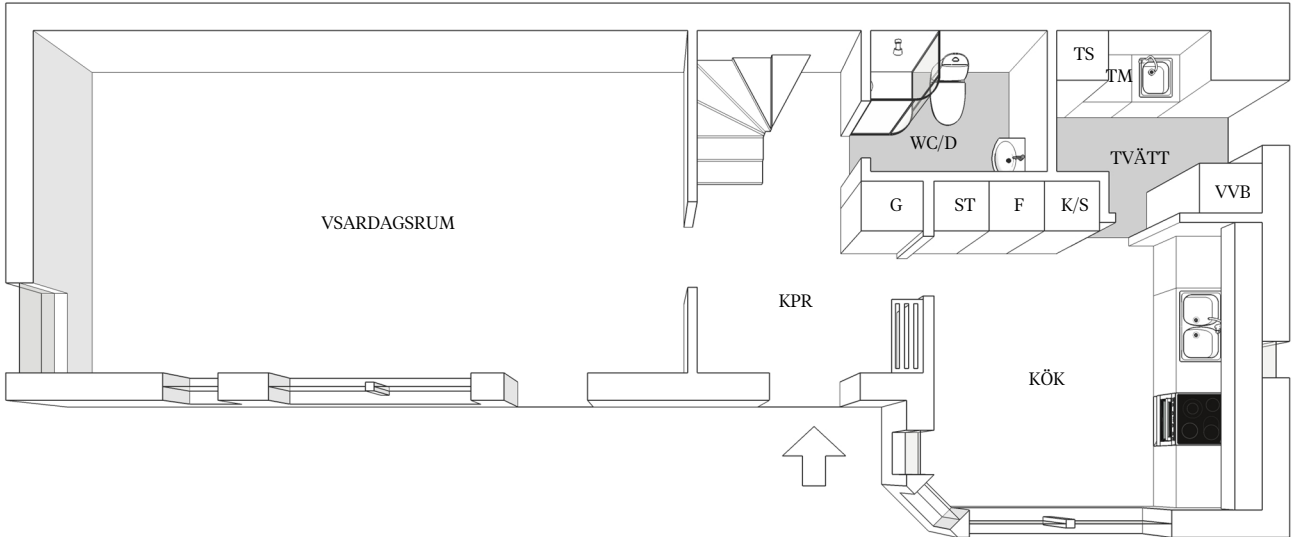 TS
TM
WC/D
TVÄTT
VVB
G
ST
F
K/S
VSARDAGSRUM
KPR
KÖK